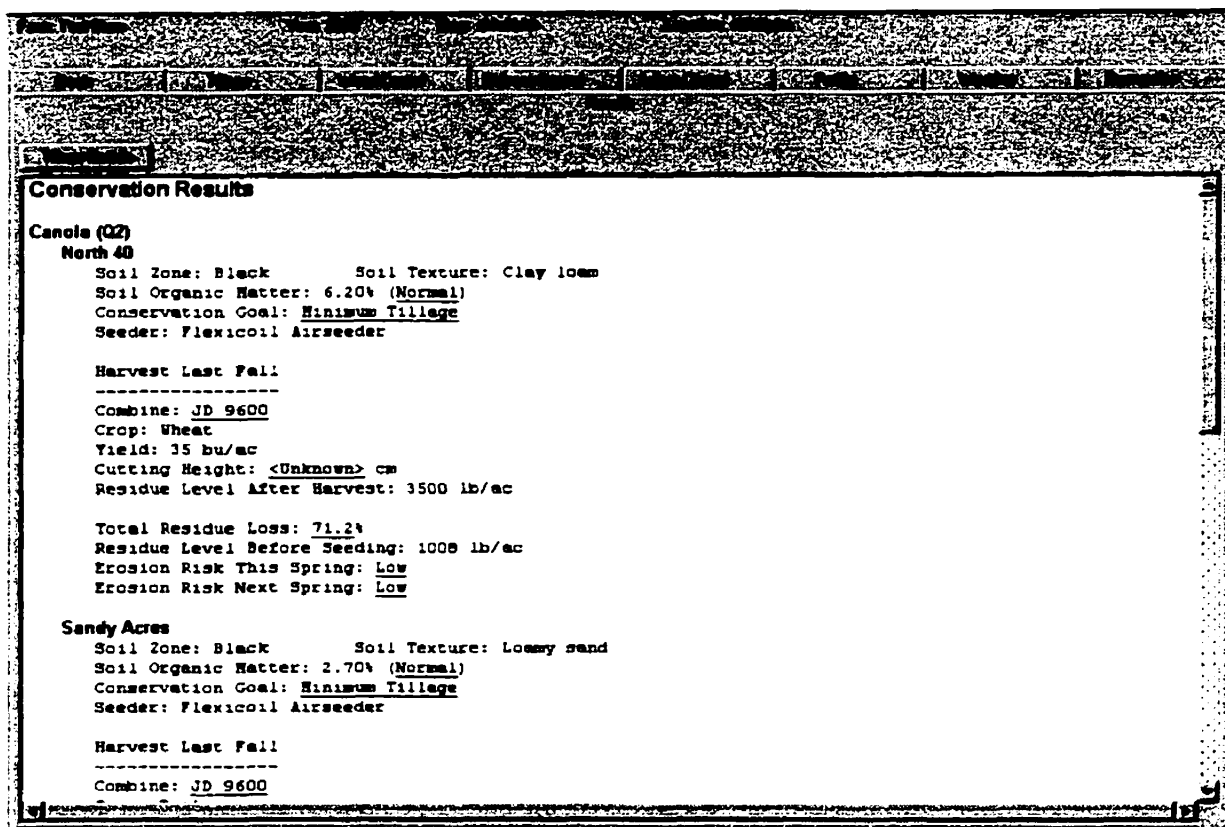 Conservation Results
Canola (Q2)
North 40
Soil Zone: Black Soil Texture: Clay loam
Soil Organic Matter: 6.20% (Normal)
Conservation Goal: Minimum Tillage
Seeder: Flexicoil Airseeder
Harvest Last Fall
------------------
Combine: JD 9600
Crop: Wheat
Yield: 35 bu/ac
Cutting Height: <Unknown> cm
Residue Level After Harvest: 3500 lb/ac
Total Residue Loss: 71.2%
Residue Level Before Seeding: 1008 lb/ac
Erosion Risk This Spring: Low
Erosion Risk Next Spring: Low
Sandy Acres
Soil Zone: Black Soil Texture: Loamy sand
Soil Organic Matter: 2.70% (Normal)
Conservation Goal: Minimum Tillage
Seeder: Flexicoil Airseeder
Harvest Last Fall
------------------
Combine: JD 9600